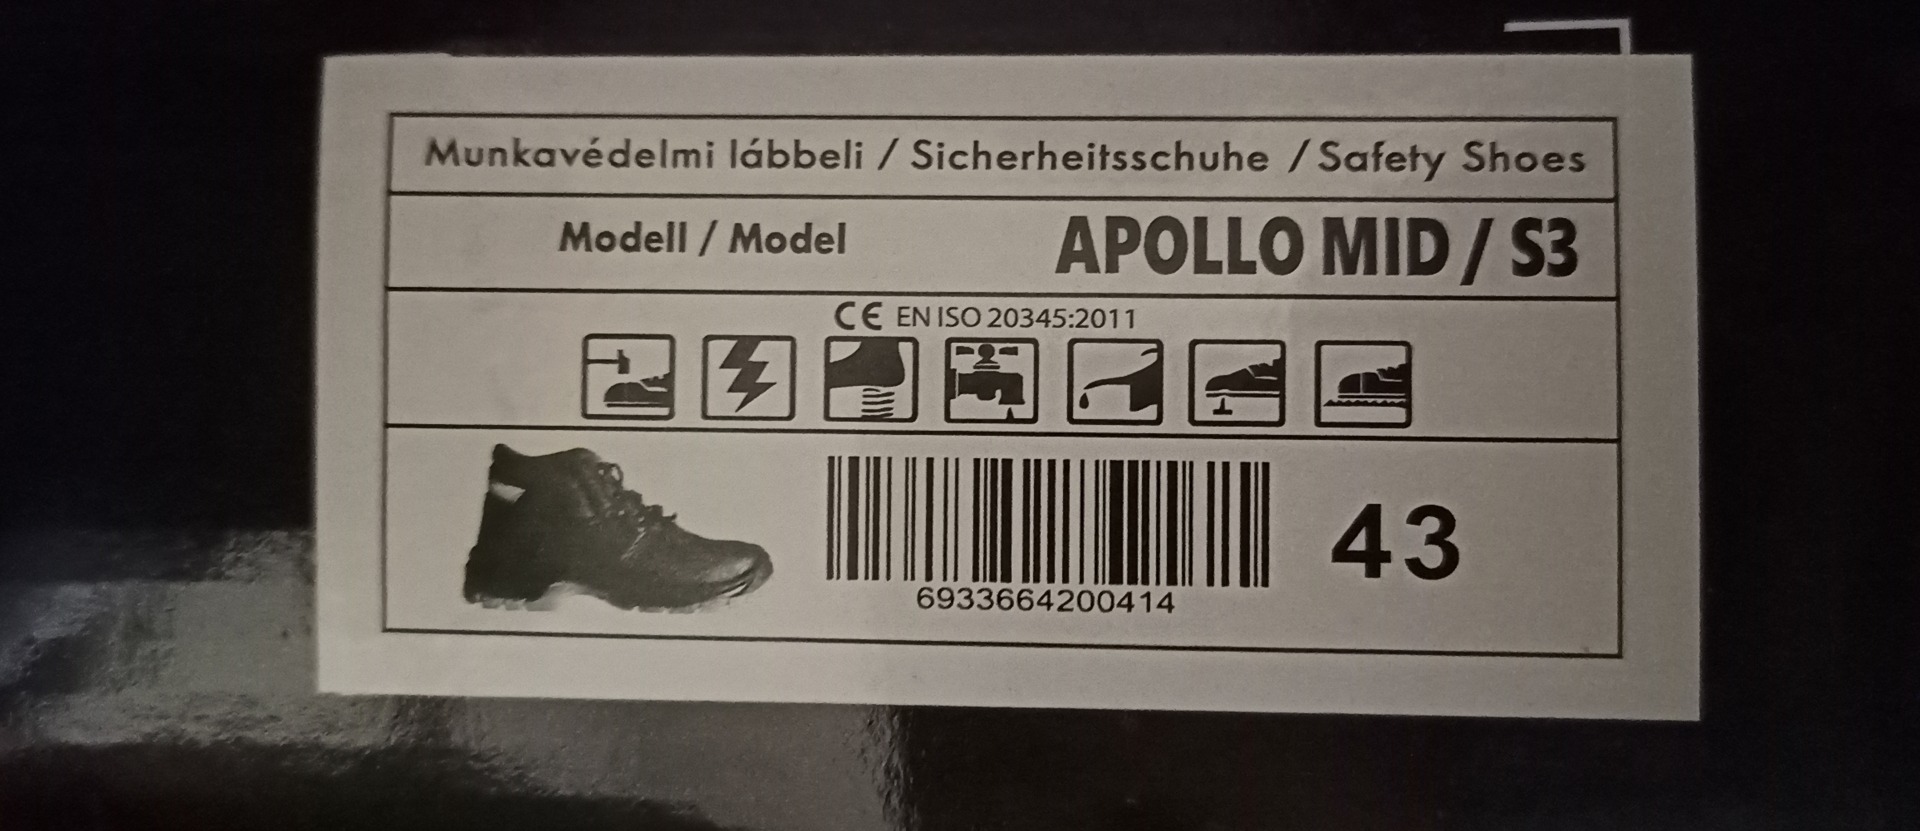 Munkavédelmi lábbeli / Sicherheitsschuhe / Safety Shoes
Modell / Model APOLLO MID / S3
CE EN ISO 20345:2011
6933664200414
43